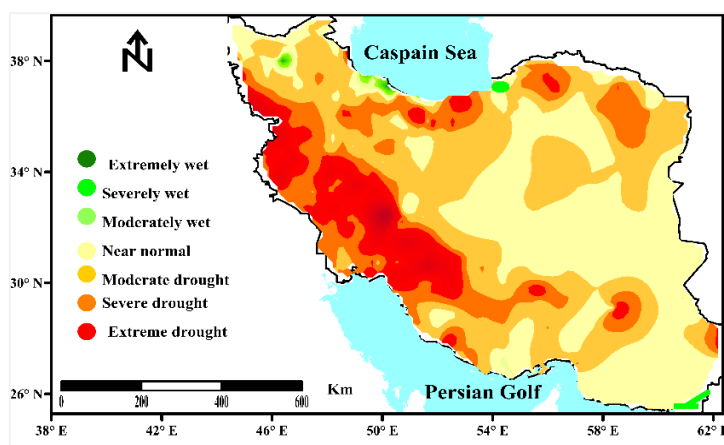 38° N
34° N
30° N
26° N
N
Caspain Sea
Extremely wet
Severely wet
Moderately wet
Near normal
Moderate drought
Severe drought
Extreme drought
Km
0 200 400 600
Persian Golf
38° E 42° E 46° E 50° E 54° E 58° E 62° E